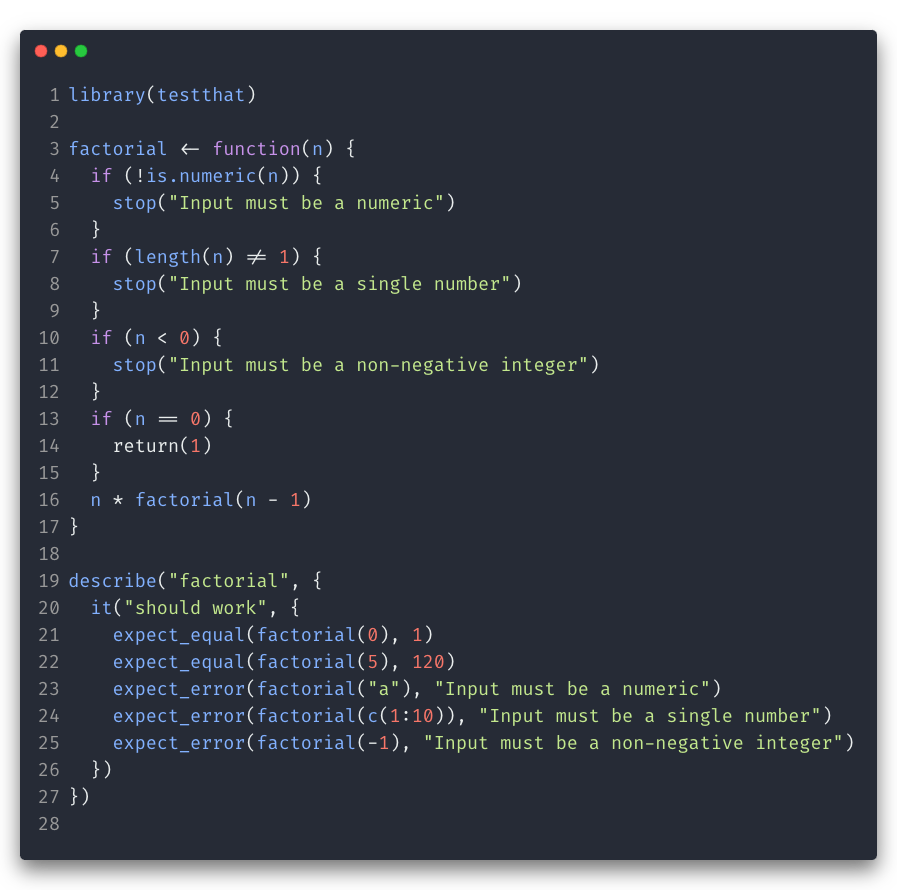 1 library(testthat)
2
3 factorial <- function(n) {
4   if (!is.numeric(n)) {
5     stop("Input must be a numeric")
6   }
7   if (length(n) != 1) {
8     stop("Input must be a single number")
9   }
10   if (n < 0) {
11     stop("Input must be a non-negative integer")
12   }
13   if (n == 0) {
14     return(1)
15   }
16   n * factorial(n - 1)
17 }
18
19 describe("factorial", {
20   it("should work", {
21     expect_equal(factorial(0), 1)
22     expect_equal(factorial(5), 120)
23     expect_error(factorial("a"), "Input must be a numeric")
24     expect_error(factorial(c(1:10)), "Input must be a single number")
25     expect_error(factorial(-1), "Input must be a non-negative integer")
26   })
27 })
28